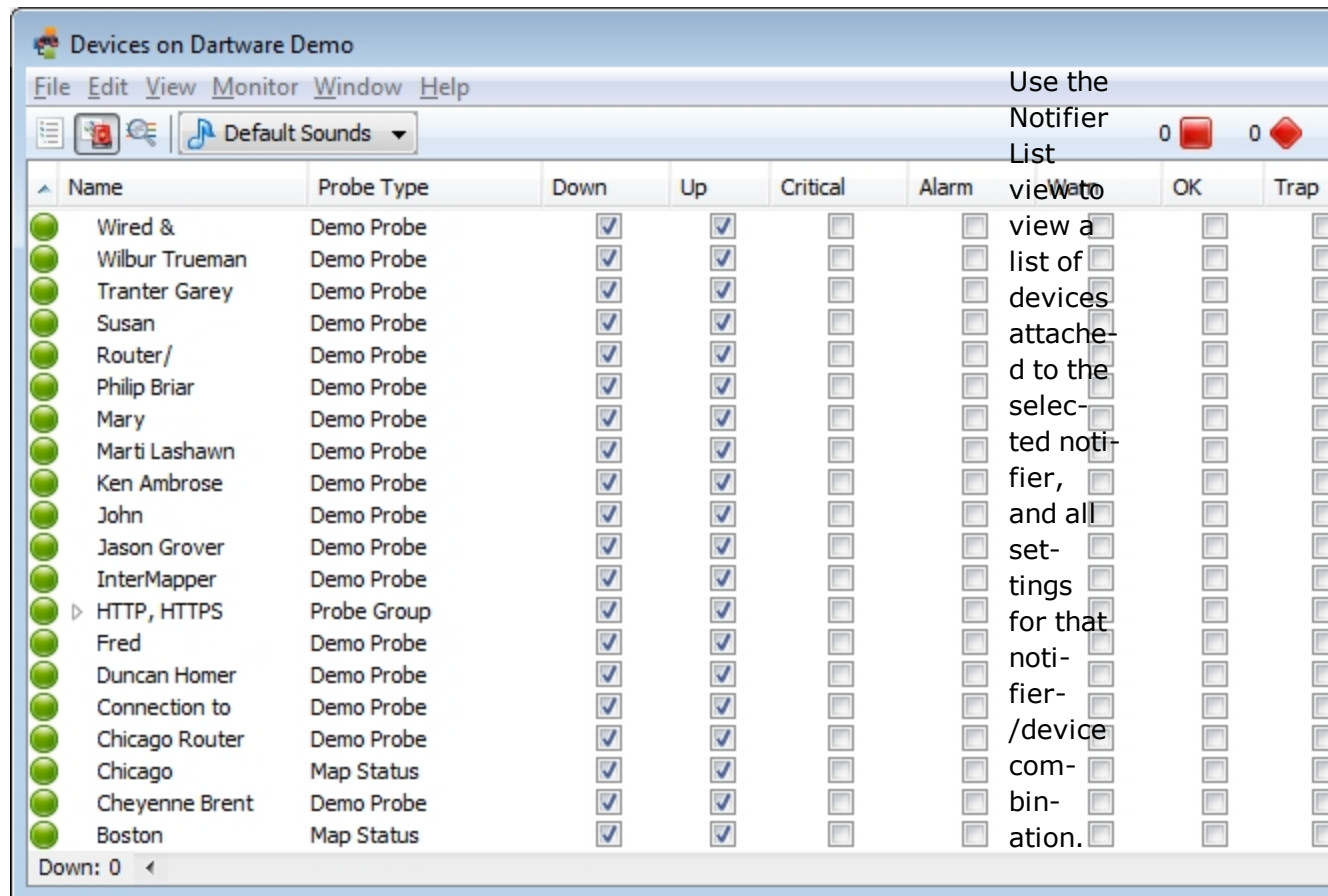 Devices on Dartware Demo
File Edit View Monitor Window Help
Default Sounds 0 0
Name Probe Type Down Up Critical Alarm Warn OK Trap
Wired & Demo Probe
Wilbur Trueman Demo Probe
Tranter Garey Demo Probe
Susan Demo Probe
Router/ Demo Probe
Philip Briar Demo Probe
Mary Demo Probe
Marti Lashawn Demo Probe
Ken Ambrose Demo Probe
John Demo Probe
Jason Grover Demo Probe
InterMapper Demo Probe
HTTP, HTTPS Probe Group
Fred Demo Probe
Duncan Homer Demo Probe
Connection to Demo Probe
Chicago Router Demo Probe
Chicago Map Status
Cheyenne Brent Demo Probe
Boston Map Status
Down: 0
Use the
Notifier
List
view to
view a
list of
devices
attache-
d to the
selec-
ted noti-
fier,
and all
set-
tings
for that
noti-
fier-
/device
com-
bin-
ation.